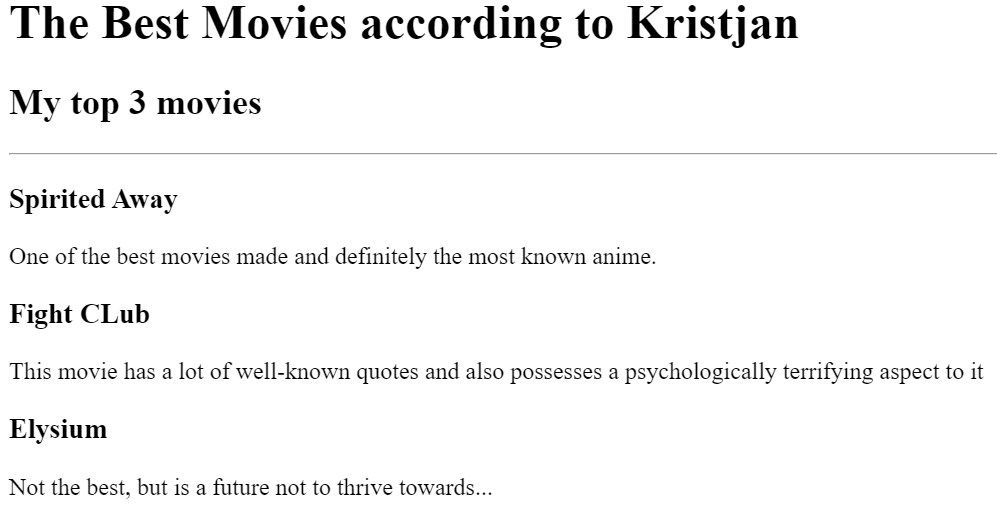 The Best Movies according to Kristjan
My top 3 movies
Spirited Away
One of the best movies made and definitely the most known anime.
Fight CLub
This movie has a lot of well-known quotes and also possesses a psychologically terrifying aspect to it
Elysium
Not the best, but is a future not to thrive towards...